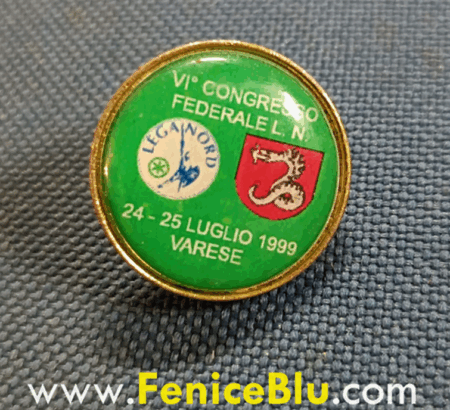 VI° CONGRESSO
FEDERALE L. N.
LEGA NORD
24 - 25 LUGLIO 1999
VARESE
www.FeniceBlu.com